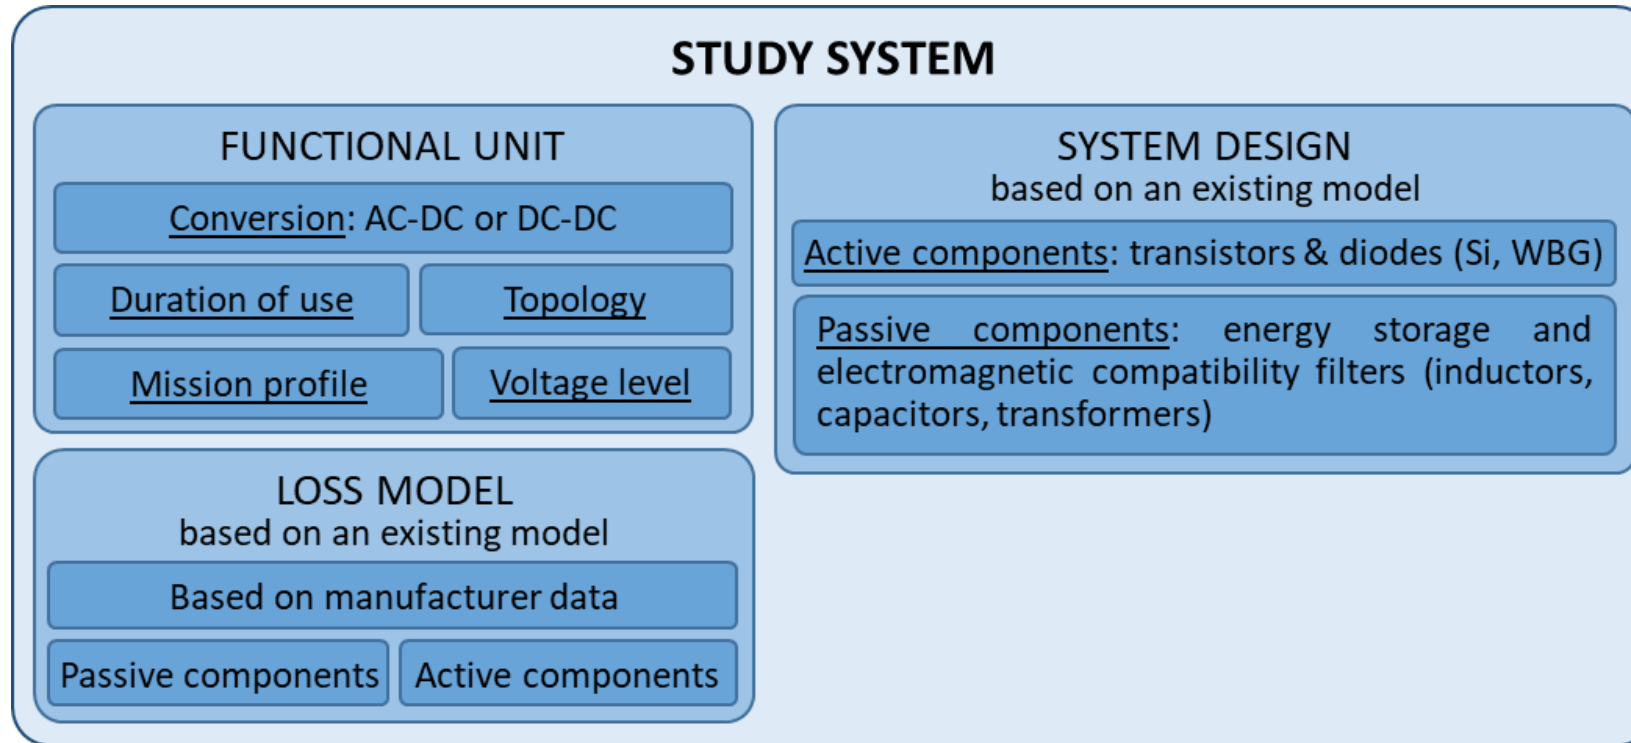 STUDY SYSTEM
FUNCTIONAL UNIT
Conversion: AC-DC or DC-DC
Duration of use
Topology
Mission profile
Voltage level
LOSS MODEL
based on an existing model
Based on manufacturer data
Passive components
Active components
SYSTEM DESIGN
based on an existing model
Active components: transistors & diodes (Si, WBG)
Passive components: energy storage and
electromagnetic compatibility filters (inductors,
capacitors, transformers)